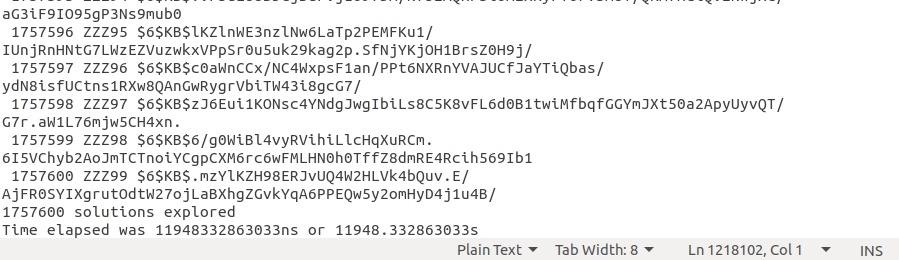 aG3iF9IO95gP3Ns9mub0
1757596 ZZZ95 $6$KB$lKZlnWE3nzlNw6LaTp2PEMFKu1/
IUnjRnHNtG7LWzEZVuzwkxVPpSr0u5uk29kag2p.SfNjYKjOH1BrsZ0H9j/
1757597 ZZZ96 $6$KB$c0aWnCCx/NC4WxpsF1an/PPt6NXRnYVAJUCfJaYTiQbas/
ydN8isfUCtns1RXw8QAnGwRygrVbiTW43i8gcG7/
1757598 ZZZ97 $6$KB$zJ6Eui1KONsc4YNdgJwgIbiLs8C5K8vFL6d0B1twiMfbqfGGYmJXt50a2ApyUyvQT/
G7r.aW1L76mjw5CH4xn.
1757599 ZZZ98 $6$KB$6/g0WiBl4vyRVihiLlcHqXuRCm.
6I5VChyb2AoJmTCTnoiYCgpCXM6rc6wFMLHN0h0TffZ8dmRE4Rcih569Ib1
1757600 ZZZ99 $6$KB$.mzYlKZH98ERJvUQ4W2HLVk4bQuv.E/
AjFR0SYIXgrutOdtW27ojLaBXhgZGvkYqA6PPEQw5y2omHyD4j1u4B/
1757600 solutions explored
Time elapsed was 11948332863033ns or 11948.332863033s
Plain Text Tab Width: 8 Ln 1218102, Col 1 INS